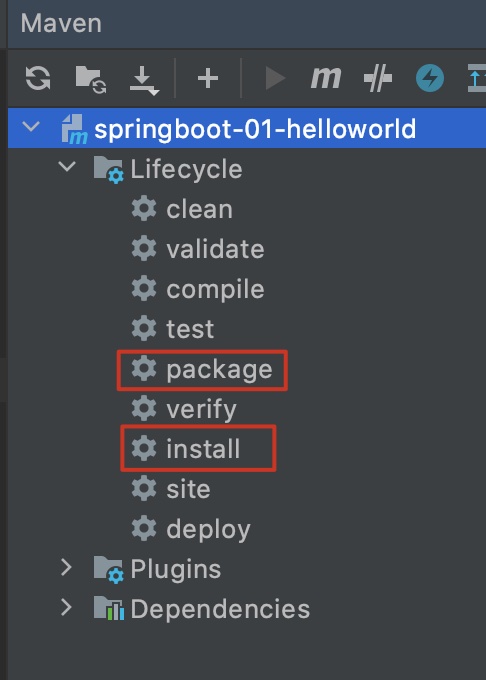 Maven
m
springboot-01-helloworld
Lifecycle
clean
validate
compile
test
package
verify
install
site
deploy
Plugins
Dependencies